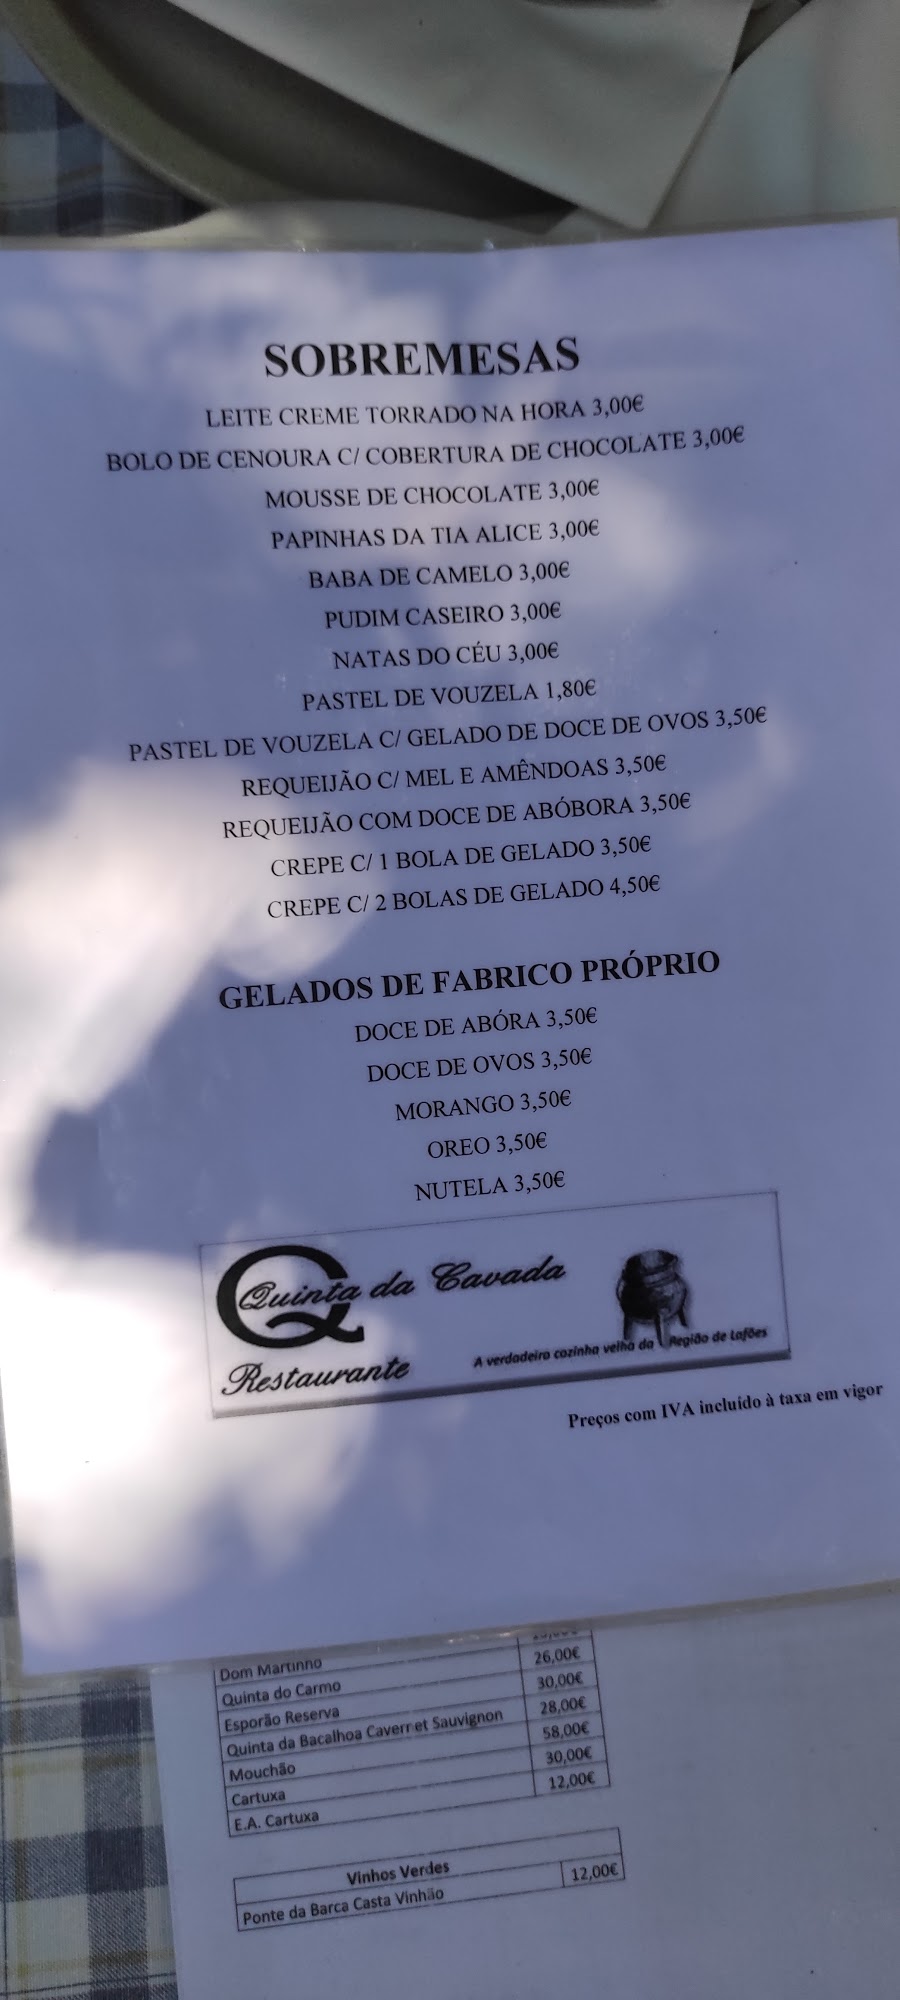 SOBREMESAS
LEITE CREME TORRADO NA HORA 3,00€
BOLO DE CENOURA C/ COBERTURA DE CHOCOLATE 3,00€
MOUSSE DE CHOCOLATE 3,00€
PAPINHAS DA TIA ALICE 3,00€
BABA DE CAMELO 3,00€
PUDIM CASEIRO 3,00€
NATAS DO CÉU 3,00€
PASTEL DE VOUZELA 1,80€
PASTEL DE VOUZELA C/ GELADO DE DOCE DE OVOS 3,50€
REQUEIJÃO C/ MEL E AMÊNDOAS 3,50€
REQUEIJÃO COM DOCE DE ABÓBORA 3,50€
CREPE C/ 1 BOLA DE GELADO 3,50€
CREPE C/ 2 BOLAS DE GELADO 4,50€
GELADOS DE FABRICO PRÓPRIO
DOCE DE ABÓRA 3,50€
DOCE DE OVOS 3,50€
MORANGO 3,50€
OREO 3,50€
NUTELA 3,50€
Q Quinta da Cavada
Restaurante
A verdadeira cozinha velha da Região de Lafões
Preços com IVA incluído à taxa em vigor
Dom Martinho
Quinta do Carmo 26,00€
Esporão Reserva 30,00€
Quinta da Bacalhoa Cavernet Sauvignon 28,00€
Mouchão 58,00€
Cartuxa 30,00€
E.A. Cartuxa 12,00€
Vinhos Verdes
Ponte da Barca Casta Vinhão 12,00€